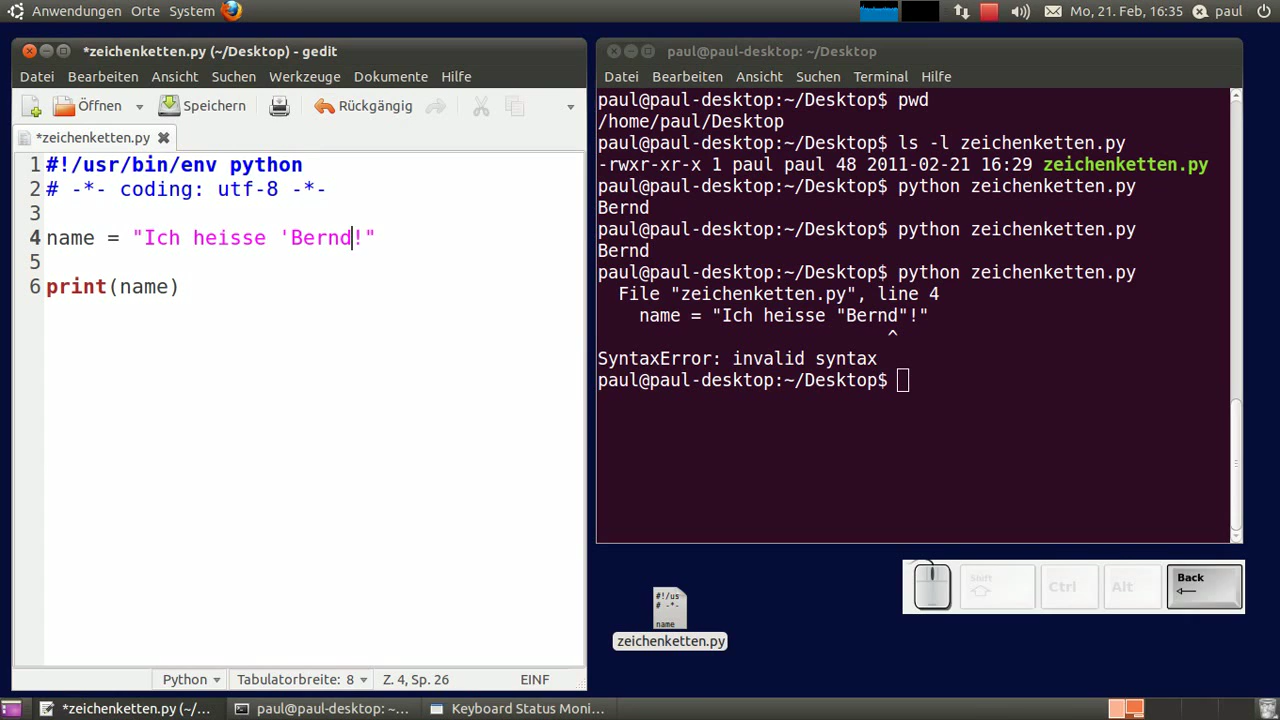 Anwendungen Orte System
Mo, 21. Feb, 16:35 paul
*zeichenketten.py (~/Desktop) - gedit
Datei Bearbeiten Ansicht Suchen Werkzeuge Dokumente Hilfe
Öffnen Speichern Rückgängig
*zeichenketten.py
1 #!/usr/bin/env python
2 # -*- coding: utf-8 -*-
3
4 name = "Ich heisse 'Bernd!"
5
6 print(name)
Python Tabulatorbreite: 8 Z. 4, Sp. 26 EINF
paul@paul-desktop: ~/Desktop
Datei Bearbeiten Ansicht Suchen Terminal Hilfe
paul@paul-desktop:~/Desktop$ pwd
/home/paul/Desktop
paul@paul-desktop:~/Desktop$ ls -l zeichenketten.py
-rwxr-xr-x 1 paul paul 48 2011-02-21 16:29 zeichenketten.py
paul@paul-desktop:~/Desktop$ python zeichenketten.py
Bernd
paul@paul-desktop:~/Desktop$ python zeichenketten.py
Bernd
paul@paul-desktop:~/Desktop$ python zeichenketten.py
File "zeichenketten.py", line 4
name = "Ich heisse "Bernd"!"
^
SyntaxError: invalid syntax
paul@paul-desktop:~/Desktop$
#!/us
# -*-
name
zeichenketten.py
Shift Ctrl Alt Back
*zeichenketten.py (~/... paul@paul-desktop: ~... Keyboard Status Moni...